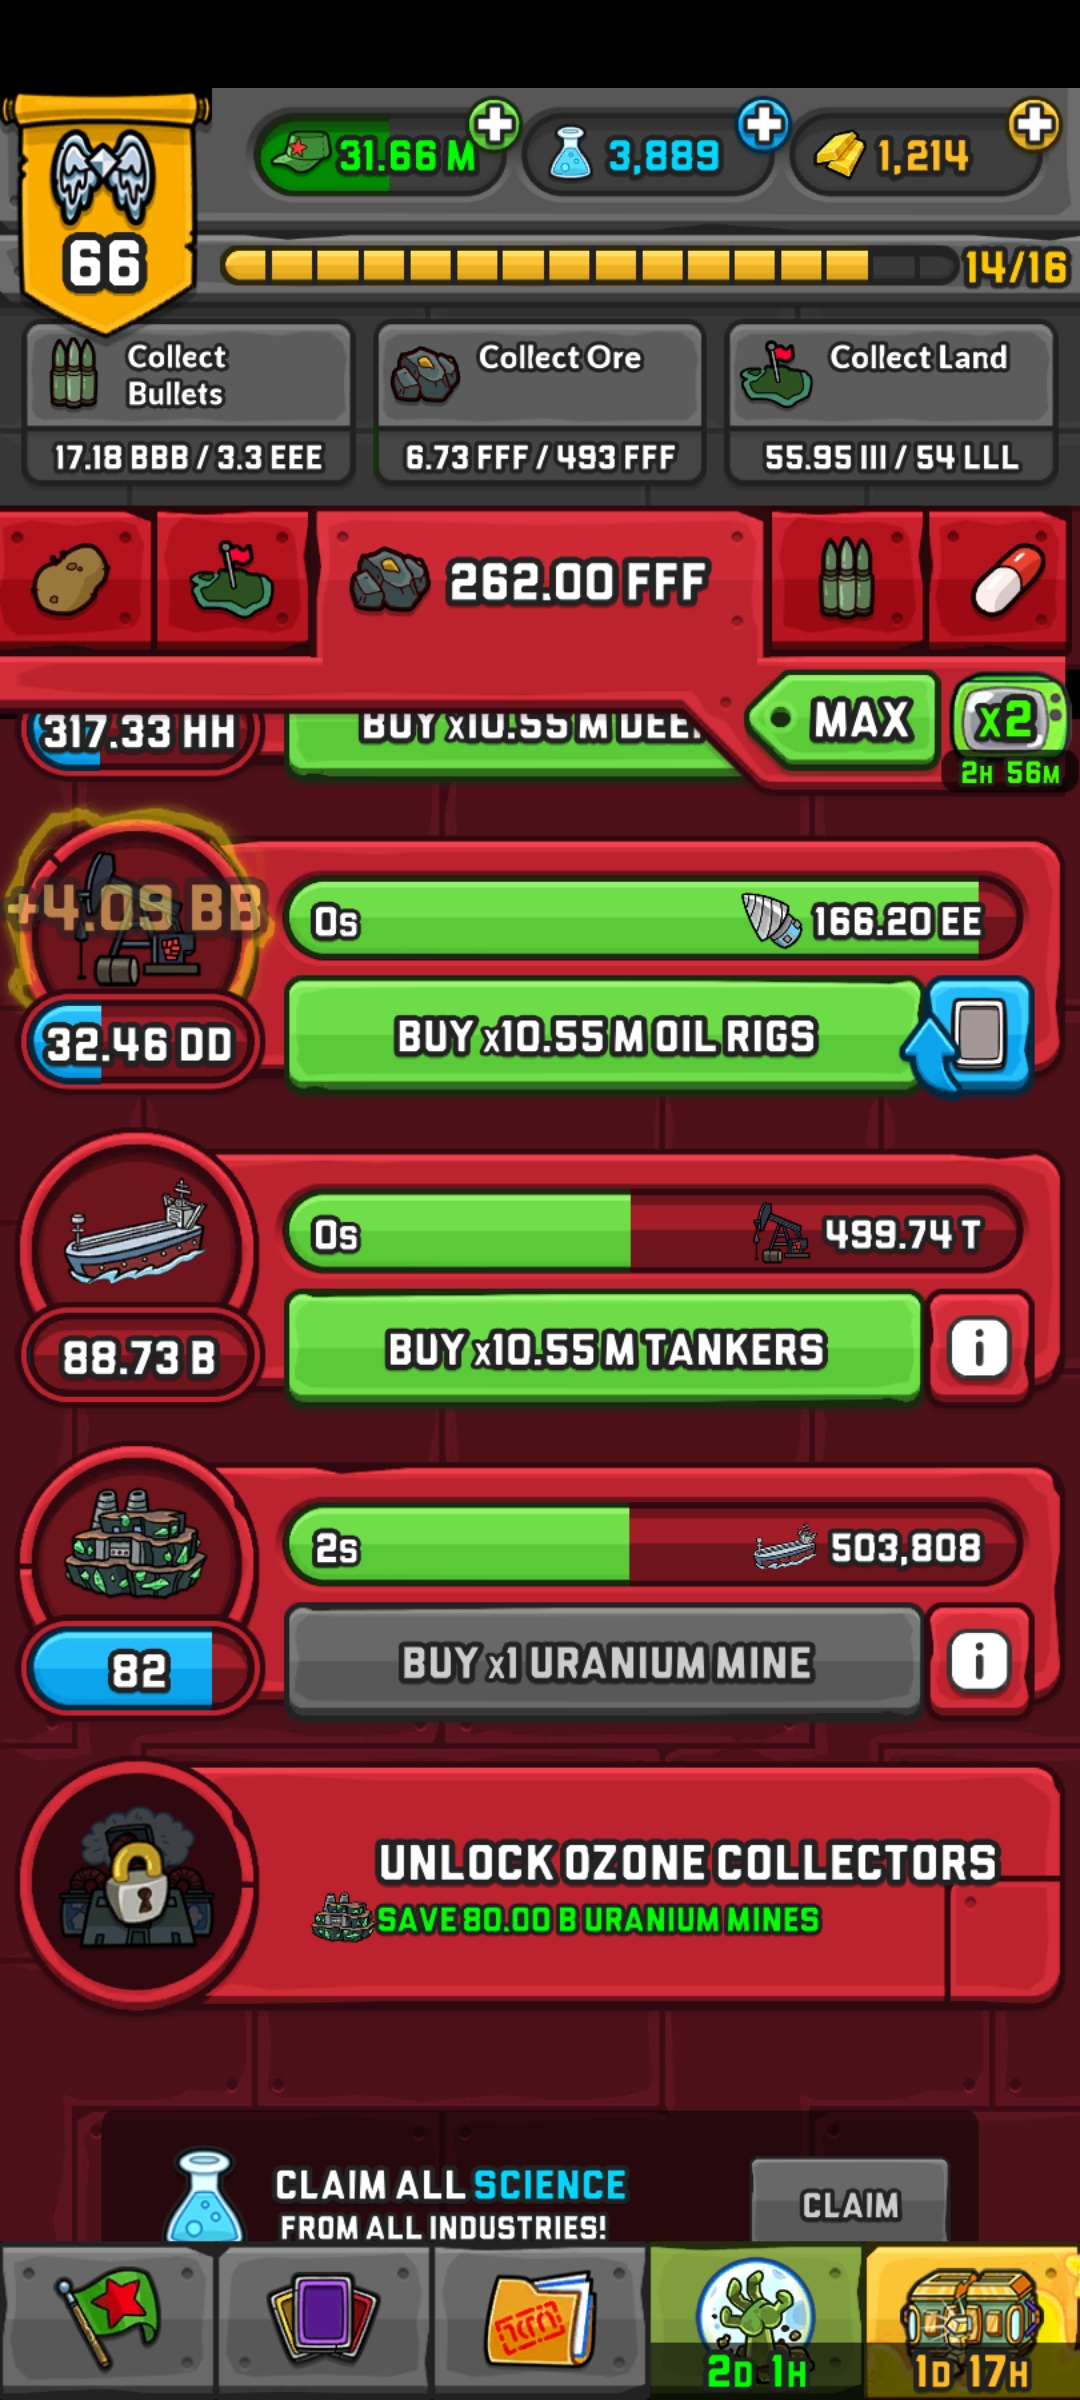 31.66 M
3,889
1,214
66
14/16
Collect
Bullets
Collect Ore
Collect Land
17.18 BBB / 3.3 EEE
6.73 FFF / 493 FFF
55.95 III / 54 LLL
262.00 FFF
MAX
x2
2H 56M
317.33 HH
BUY x10.55 M DEE
+4.09 BB
0s
166.20 EE
32.46 DD
BUY x10.55 M OIL RIGS
0s
499.74 T
88.73 B
BUY x10.55 M TANKERS
i
2s
503,808
82
BUY x1 URANIUM MINE
i
UNLOCK OZONE COLLECTORS
SAVE 80.00 B URANIUM MINES
CLAIM ALL SCIENCE
FROM ALL INDUSTRIES!
CLAIM
2D 1H
1D 17H